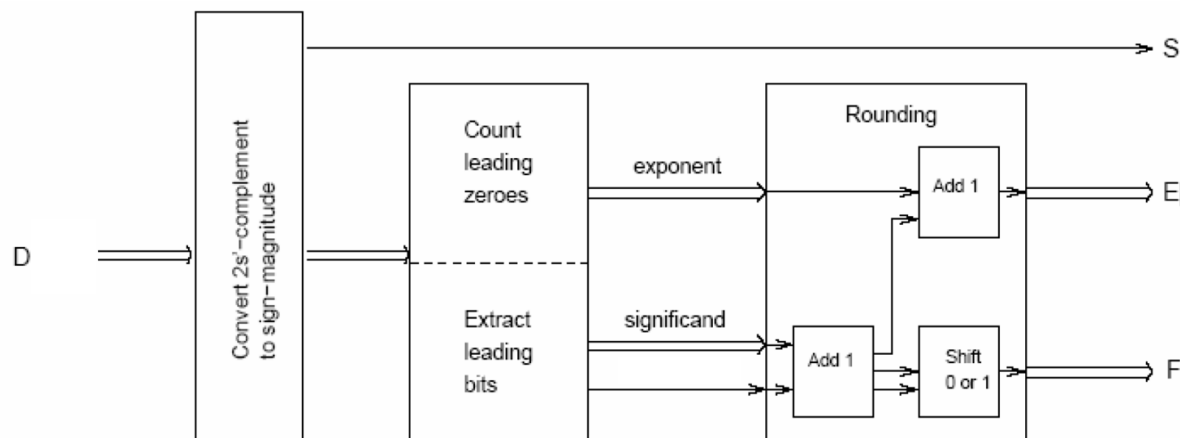 D
Convert 2s'-complement
to sign-magnitude
Count
leading
zeroes
Extract
leading
bits
exponent
significand
Rounding
Add 1
Add 1
Shift
0 or 1
S
E
F